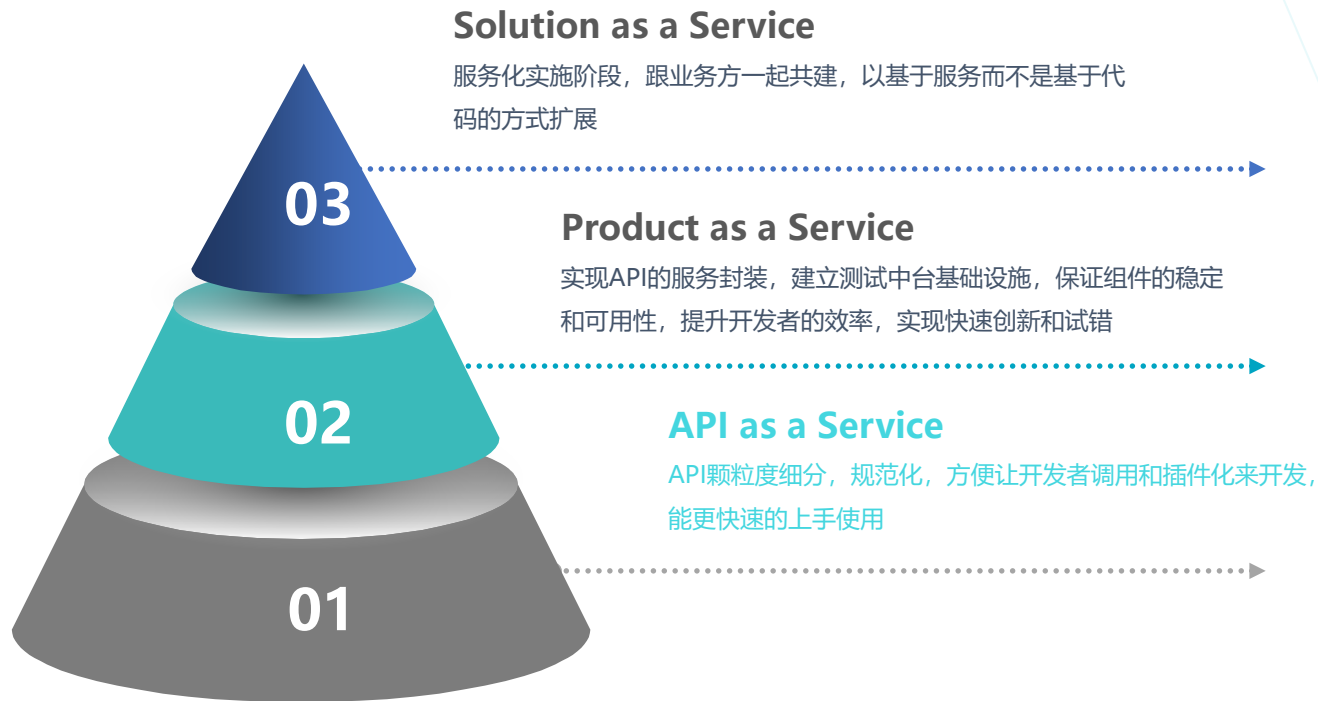 Solution as a Service
服务化实施阶段，跟业务方一起共建，以基于服务而不是基于代
码的方式扩展
03
Product as a Service
实现API的服务封装，建立测试中台基础设施，保证组件的稳定
和可用性，提升开发者的效率，实现快速创新和试错
02
API as a Service
API颗粒度细分，规范化，方便让开发者调用和插件化来开发，
能更快速的上手使用
01